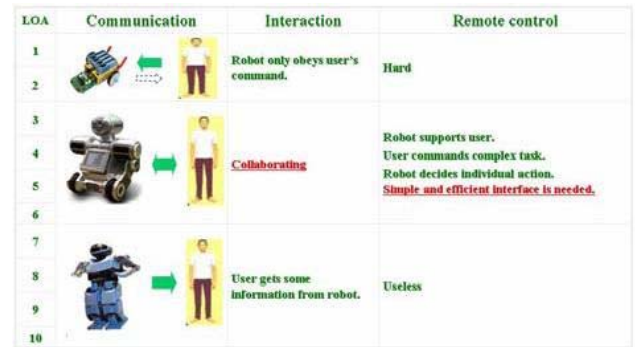 LOA Communication Interaction Remote control
1
2
Robot only obeys user's
command.
Hard
3
4
5
6
Collaborating
Robot supports user.
User commands complex task.
Robot decides individual action.
Simple and efficient interface is needed.
7
8
9
10
User gets some
information from robot.
Useless